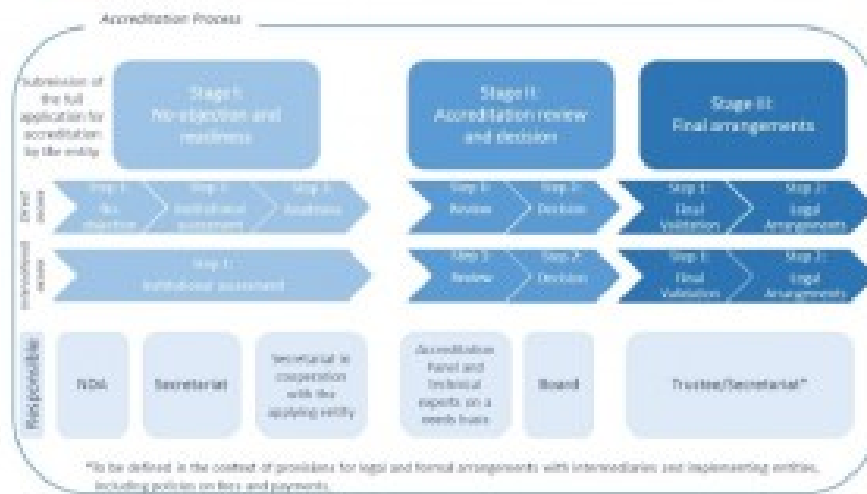 Accreditation Process
Submission of
the full
application for
accreditation
by the entity
Stage I:
No-objection and
readiness
Stage II:
Accreditation review
and decision
Stage III:
Final arrangements
Direct
access
Step 1:
No
objection
Step 2:
Institutional
assessment
Step 3:
Readiness
Step 1:
Review
Step 2:
Decision
Step 1:
Final
Validation
Step 2:
Legal
Arrangements
International
access
Step 1:
Institutional assessment
Step 1:
Review
Step 2:
Decision
Step 1:
Final
Validation
Step 2:
Legal
Arrangements
Responsible
NDA
Secretariat
Secretariat in
cooperation
with the
applying entity
Accreditation
Panel and
technical
experts on a
needs basis
Board
Trustee/Secretariat*
*To be defined in the context of provisions for legal and formal arrangements with intermediaries and implementing entities,
including policies on fees and payments.